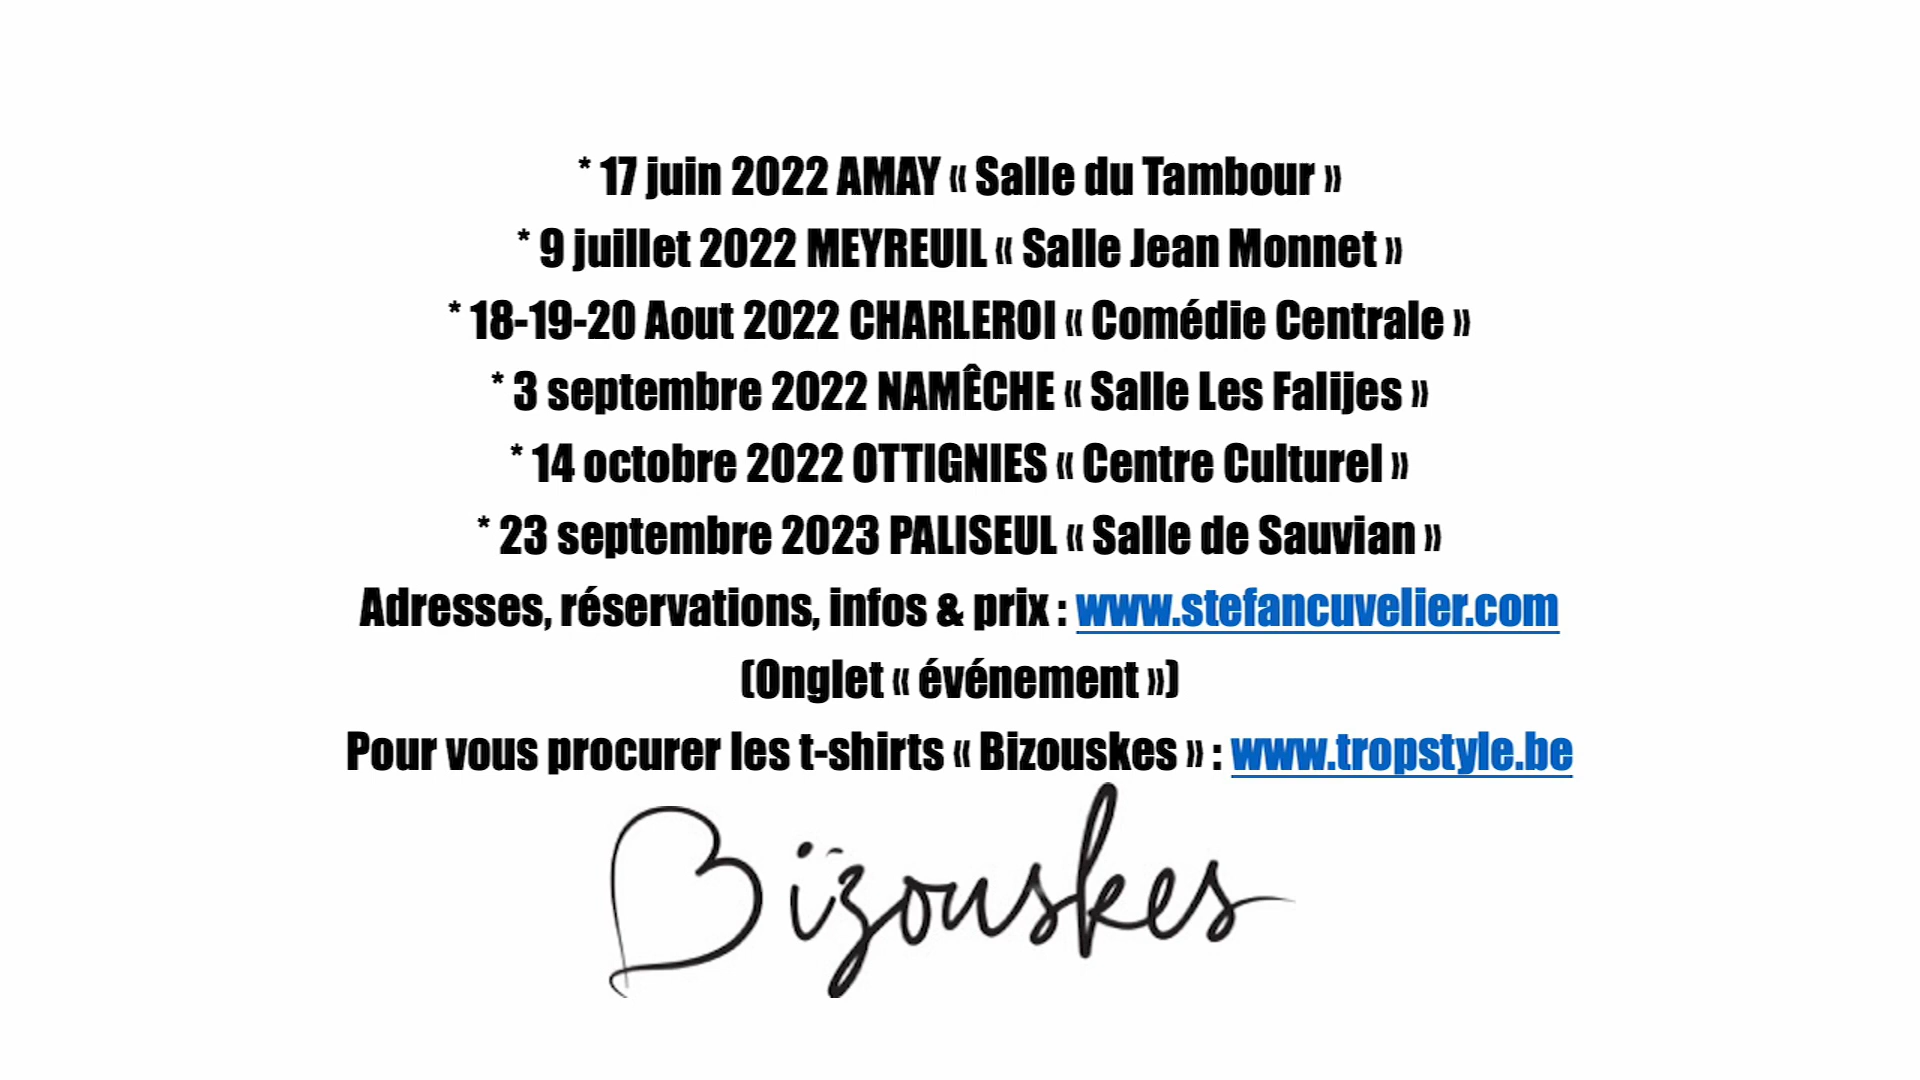 * 17 juin 2022 AMAY « Salle du Tambour »
* 9 juillet 2022 MEYREUIL « Salle Jean Monnet »
* 18-19-20 Aout 2022 CHARLEROI « Comédie Centrale »
* 3 septembre 2022 NAMÊCHE « Salle Les Falijes »
* 14 octobre 2022 OTTIGNIES « Centre Culturel »
* 23 septembre 2023 PALISEUL « Salle de Sauvian »
Adresses, réservations, infos & prix : www.stefancuvelier.com
(Onglet « événement »)
Pour vous procurer les t-shirts « Bizouskes » : www.tropstyle.be
Bizouskes